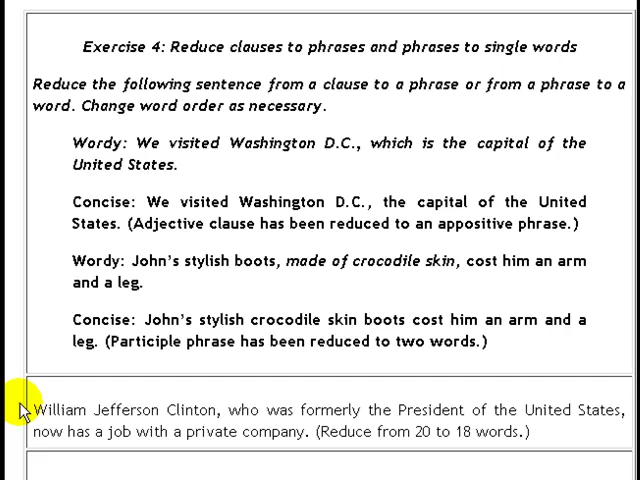 Exercise 4: Reduce clauses to phrases and phrases to single words
Reduce the following sentence from a clause to a phrase or from a phrase to a
word. Change word order as necessary.
Wordy: We visited Washington D.C., which is the capital of the
United States.
Concise: We visited Washington D.C., the capital of the United
States. (Adjective clause has been reduced to an appositive phrase.)
Wordy: John's stylish boots, made of crocodile skin, cost him an arm
and a leg.
Concise: John's stylish crocodile skin boots cost him an arm and a
leg. (Participle phrase has been reduced to two words.)
William Jefferson Clinton, who was formerly the President of the United States,
now has a job with a private company. (Reduce from 20 to 18 words.)